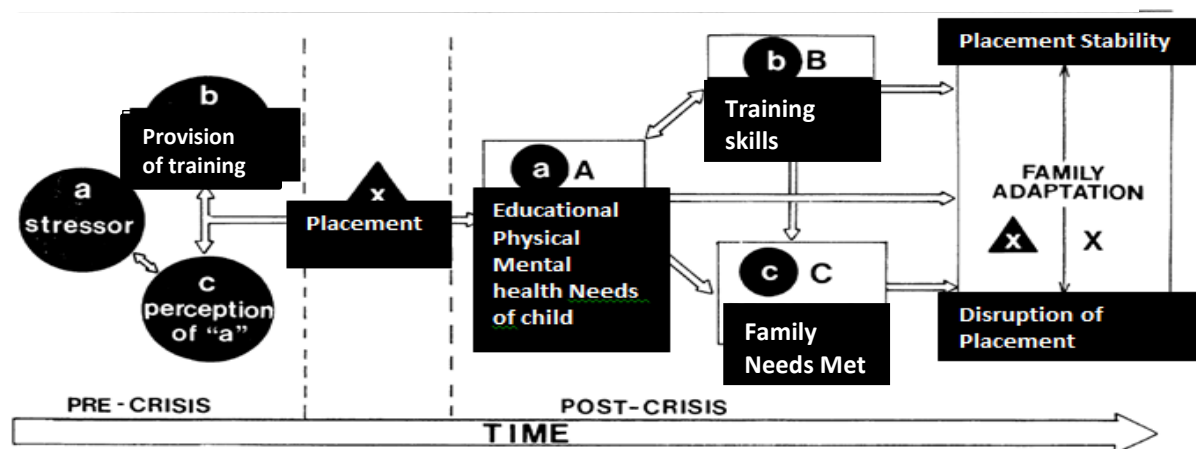 b
Provision
of training
a
stressor
c
perception
of "a"
x
Placement
a A
Educational
Physical
Mental
health Needs
of child
b B
Training
skills
c C
Family
Needs Met
Placement Stability
FAMILY
ADAPTATION
x X
Disruption of
Placement
PRE-CRISIS
POST-CRISIS
TIME